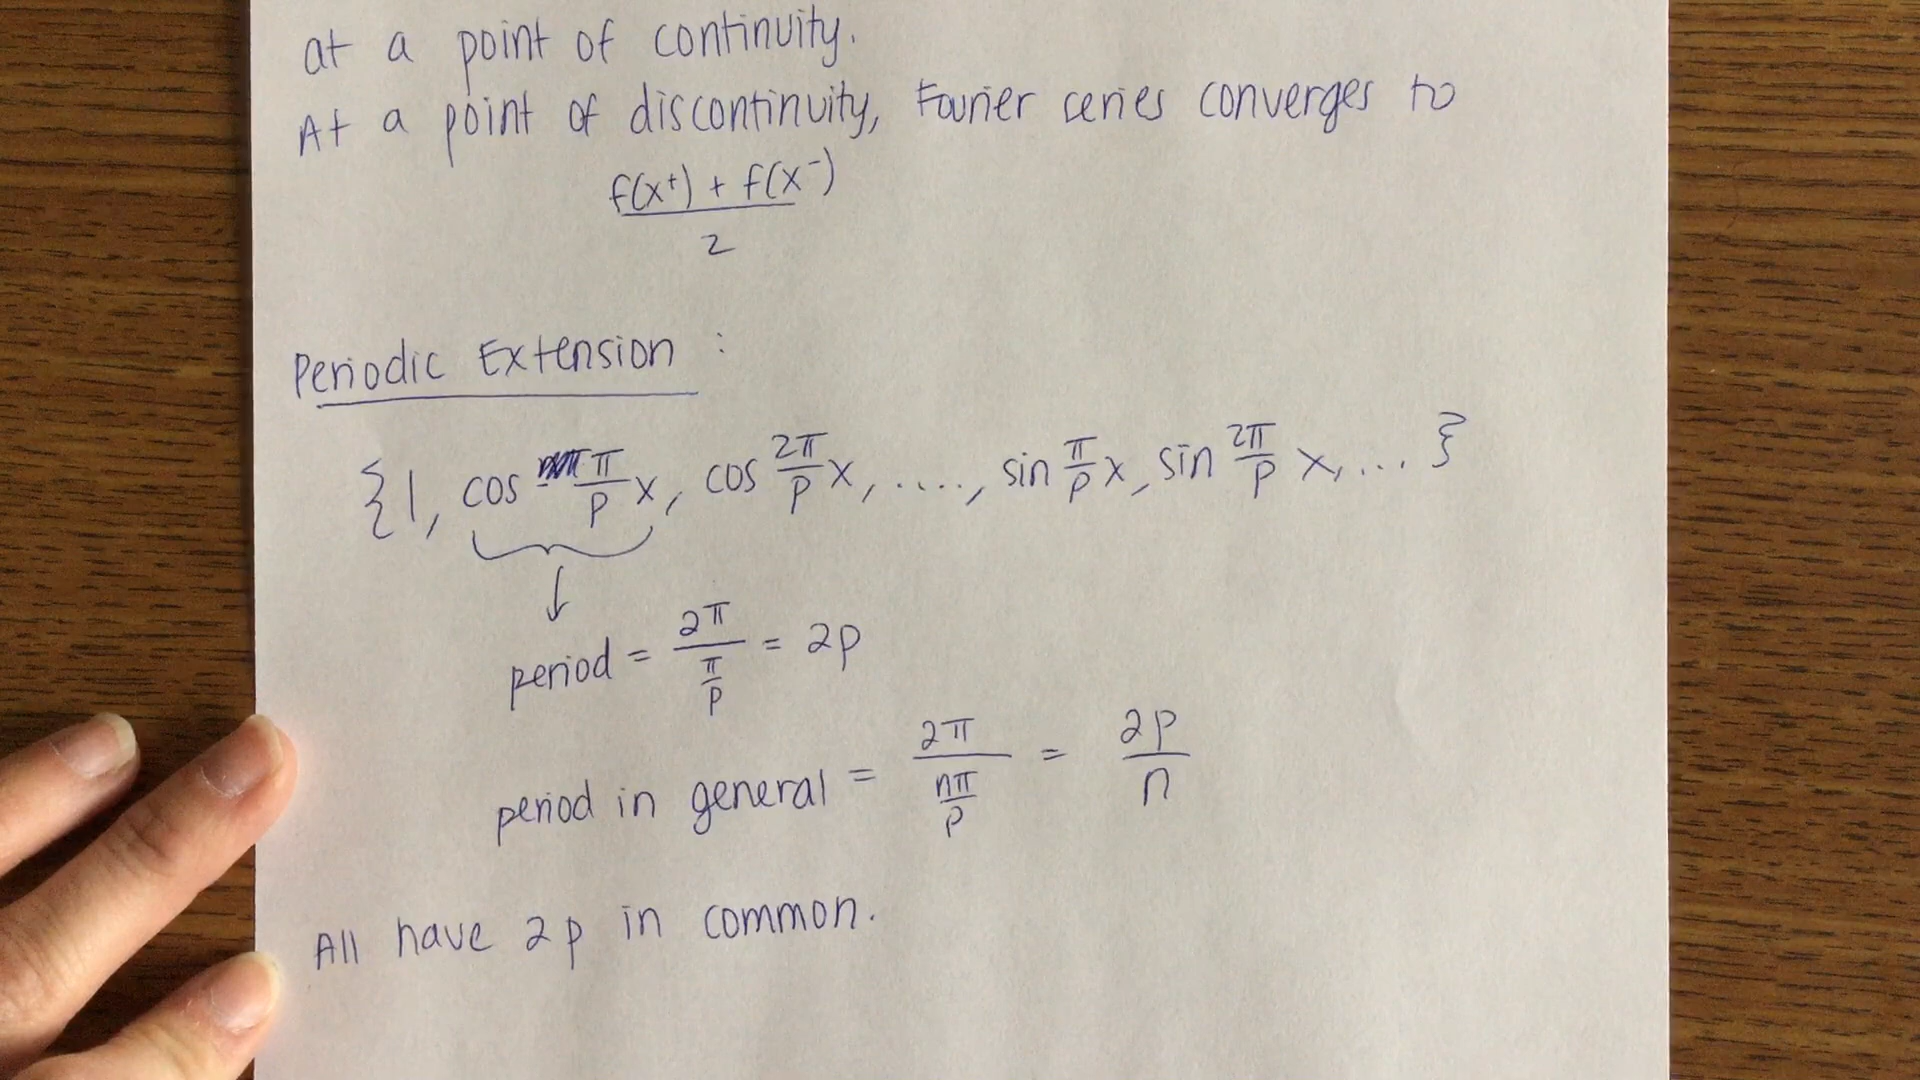 at a point of continuity.
At a point of discontinuity, Fourier series converges to
f(x⁺) + f(x⁻)
2
Periodic Extension :
{1, cos π/p x, cos 2π/p x, ...., sin π/p x, sin 2π/p x, ... }
period = 2π / (π/p) = 2p
period in general = 2π / (nπ/p) = 2p/n
All have 2p in common.